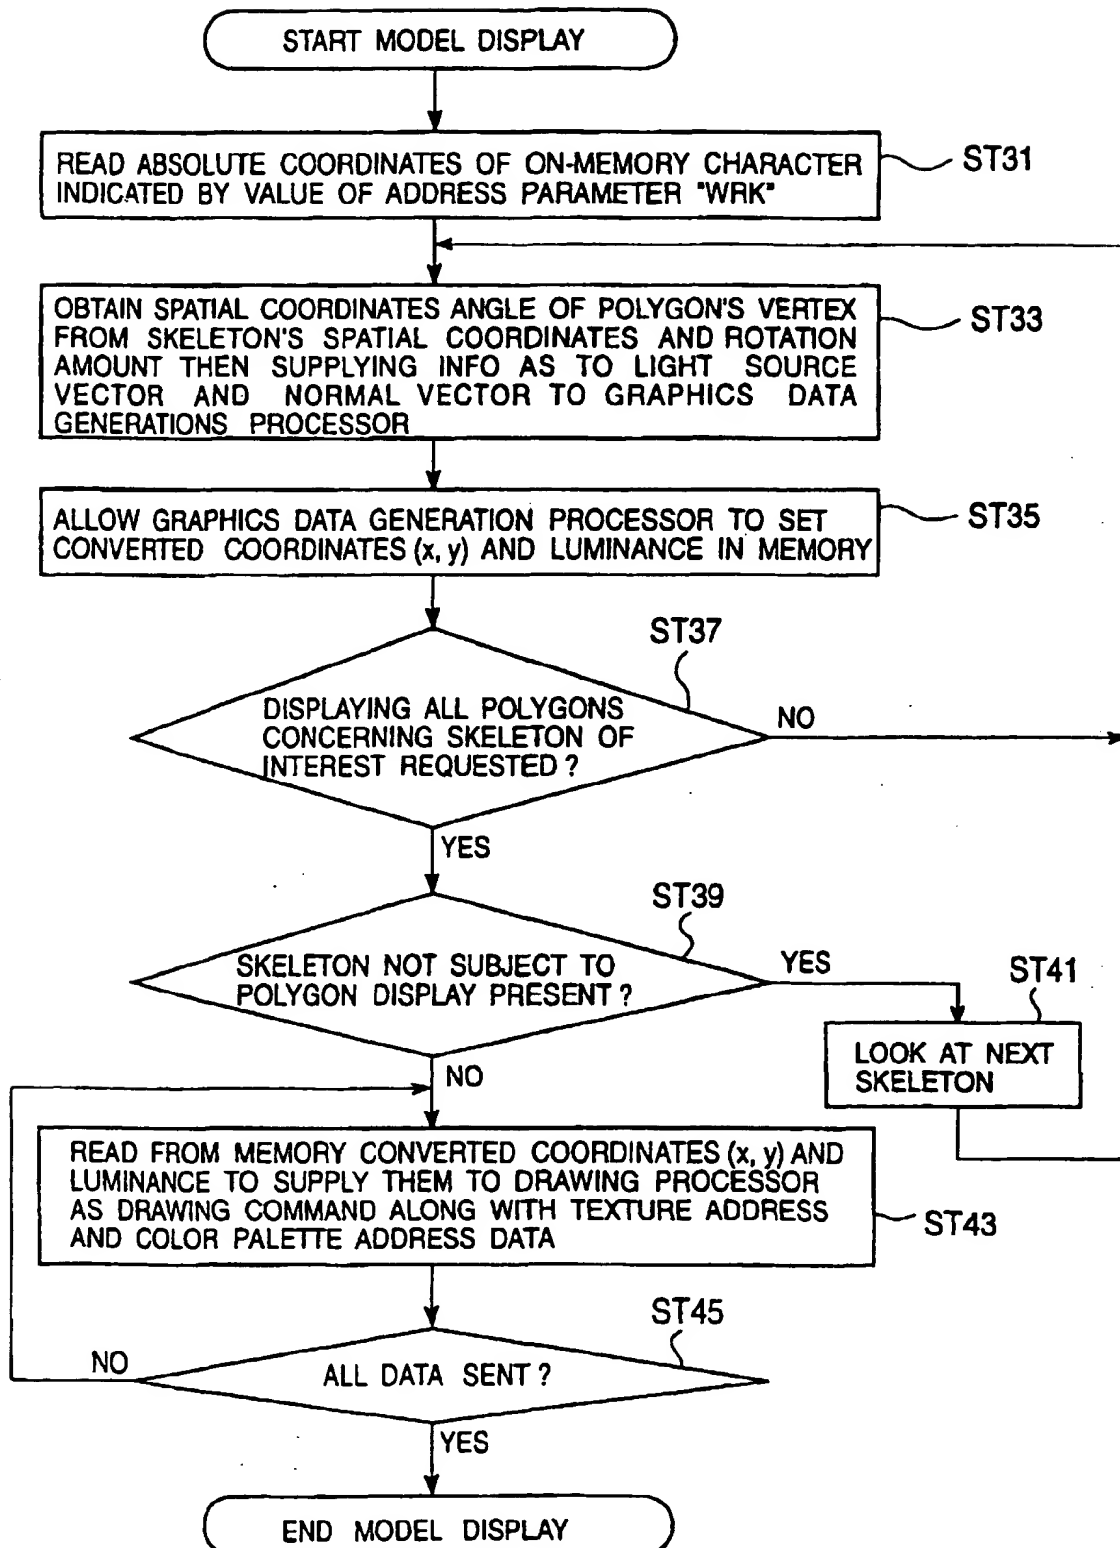 START MODEL DISPLAY
READ ABSOLUTE COORDINATES OF ON-MEMORY CHARACTER
INDICATED BY VALUE OF ADDRESS PARAMETER "WRK"
ST31
OBTAIN SPATIAL COORDINATES ANGLE OF POLYGON'S VERTEX
FROM SKELETON'S SPATIAL COORDINATES AND ROTATION
AMOUNT THEN SUPPLYING INFO AS TO LIGHT SOURCE
VECTOR AND NORMAL VECTOR TO GRAPHICS DATA
GENERATIONS PROCESSOR
ST33
ALLOW GRAPHICS DATA GENERATION PROCESSOR TO SET
CONVERTED COORDINATES (x, y) AND LUMINANCE IN MEMORY
ST35
ST37
DISPLAYING ALL POLYGONS
CONCERNING SKELETON OF
INTEREST REQUESTED ?
NO
YES
ST39
SKELETON NOT SUBJECT TO
POLYGON DISPLAY PRESENT ?
YES
ST41
LOOK AT NEXT
SKELETON
NO
READ FROM MEMORY CONVERTED COORDINATES (x, y) AND
LUMINANCE TO SUPPLY THEM TO DRAWING PROCESSOR
AS DRAWING COMMAND ALONG WITH TEXTURE ADDRESS
AND COLOR PALETTE ADDRESS DATA
ST43
ST45
NO
ALL DATA SENT ?
YES
END MODEL DISPLAY